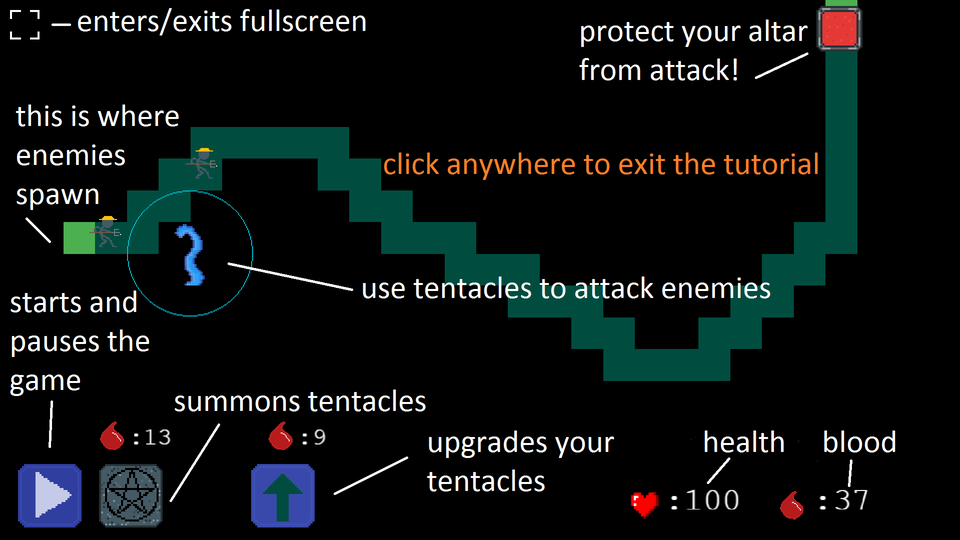 enters/exits fullscreen
protect your altar
from attack!
this is where
enemies
spawn
click anywhere to exit the tutorial
use tentacles to attack enemies
starts and
pauses the
game
summons tentacles
:13
:9
upgrades your
tentacles
health
blood
:100
:37